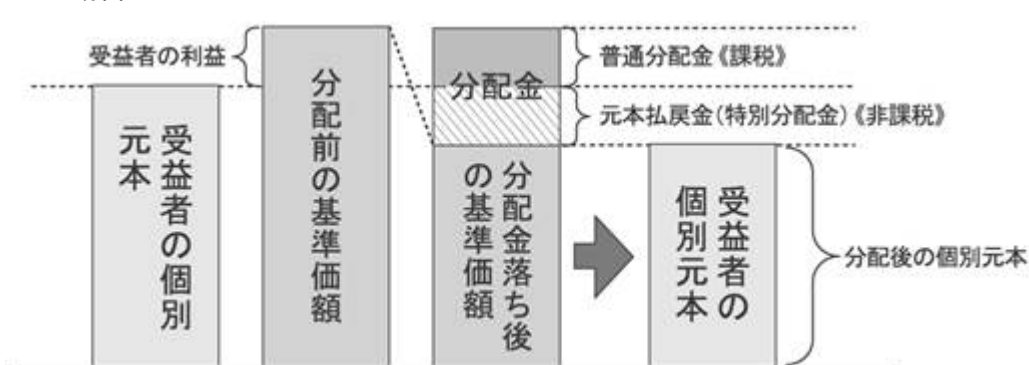 受益者の利益
受益者の個別
元本
分配前の基準価額
分配金
分配金落ち後
の基準価額
普通分配金《課税》
元本払戻金(特別分配金)《非課税》
受益者の
個別元本
分配後の個別元本